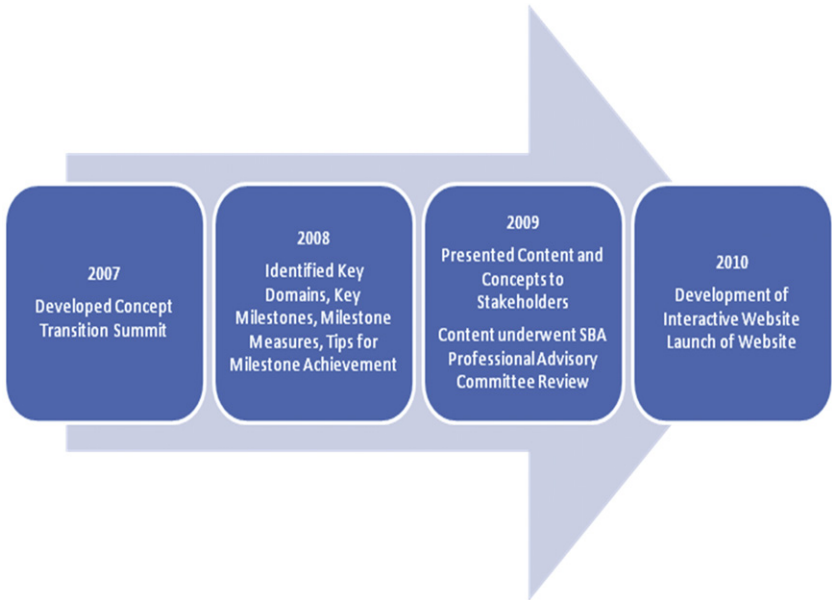 2007
Developed Concept
Transition Summit
2008
Identified Key
Domains, Key
Milestones, Milestone
Measures, Tips for
Milestone Achievement
2009
Presented Content and
Concepts to
Stakeholders
Content underwent SBA
Professional Advisory
Committee Review
2010
Development of
Interactive Website
Launch of Website